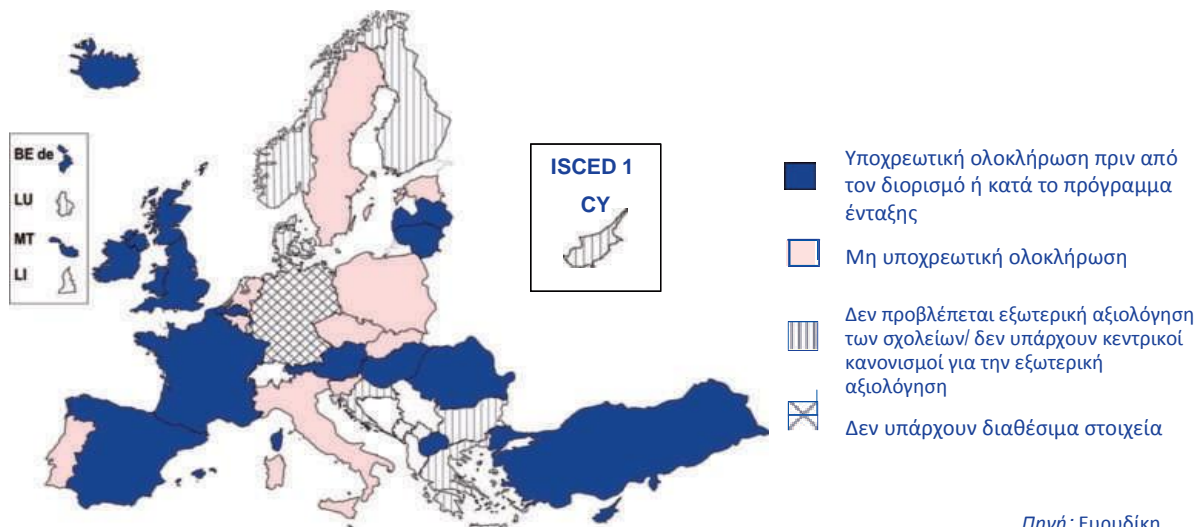 BE de
LU
MT
LI
ISCED 1
CY
Υποχρεωτική ολοκλήρωση πριν από
τον διορισμό ή κατά το πρόγραμμα
ένταξης
Μη υποχρεωτική ολοκλήρωση
Δεν προβλέπεται εξωτερική αξιολόγηση
των σχολείων/ δεν υπάρχουν κεντρικοί
κανονισμοί για την εξωτερική
αξιολόγηση
Δεν υπάρχουν διαθέσιμα στοιχεία
Πηγή: Ευρυδίκη